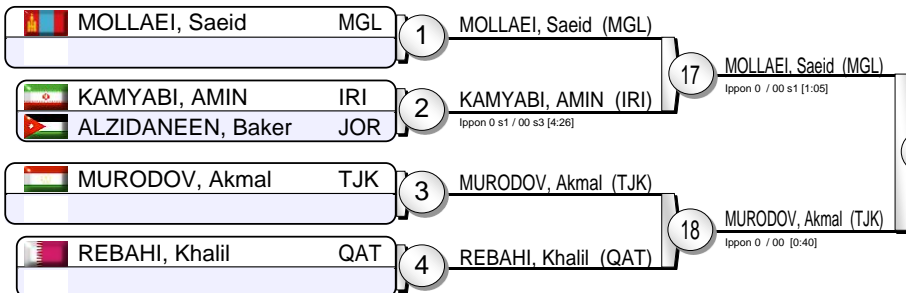 MOLLAEI, Saeid MGL
1
MOLLAEI, Saeid (MGL)
17
MOLLAEI, Saeid (MGL)
Ippon 0 / 00 s1 [1:05]
KAMYABI, AMIN IRI
ALZIDANEEN, Baker JOR
2
KAMYABI, AMIN (IRI)
Ippon 0 s1 / 00 s3 [4:26]
MURODOV, Akmal TJK
3
MURODOV, Akmal (TJK)
18
MURODOV, Akmal (TJK)
Ippon 0 / 00 [0:40]
REBAHI, Khalil QAT
4
REBAHI, Khalil (QAT)